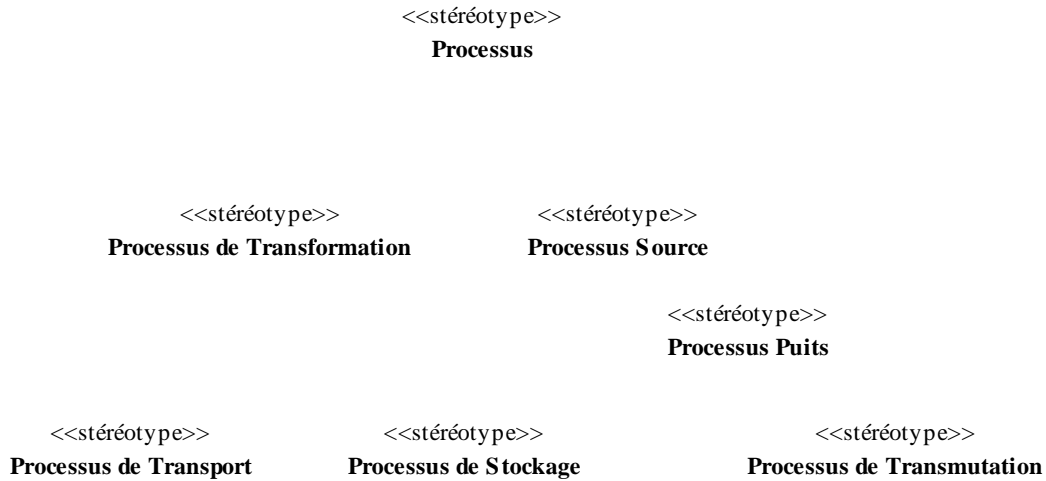 <<stéréotype>>
Processus
<<stéréotype>>
Processus de Transformation
<<stéréotype>>
Processus Source
<<stéréotype>>
Processus Puits
<<stéréotype>>
Processus de Transport
<<stéréotype>>
Processus de Stockage
<<stéréotype>>
Processus de Transmutation